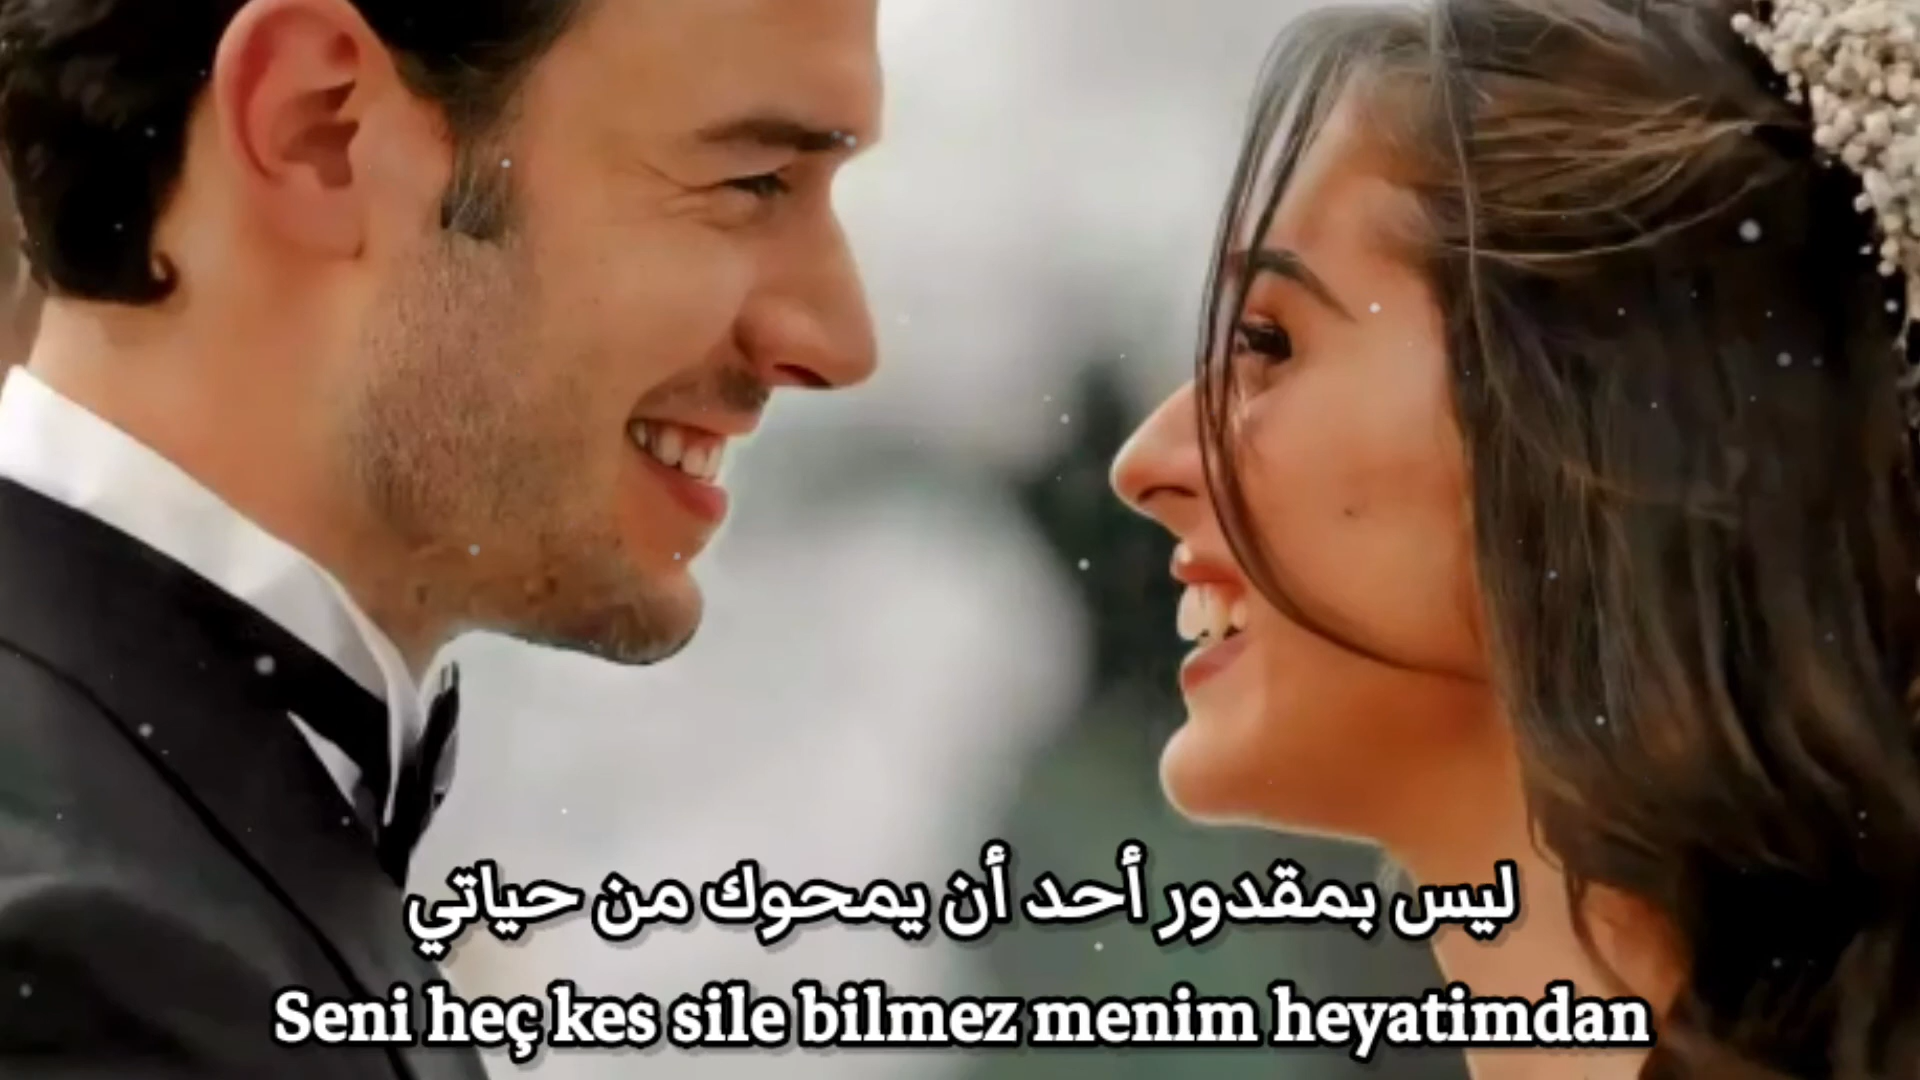 ليس بمقدور أحد أن يمحوك من حياتي
Seni heç kes sile bilmez menim heyatimdan